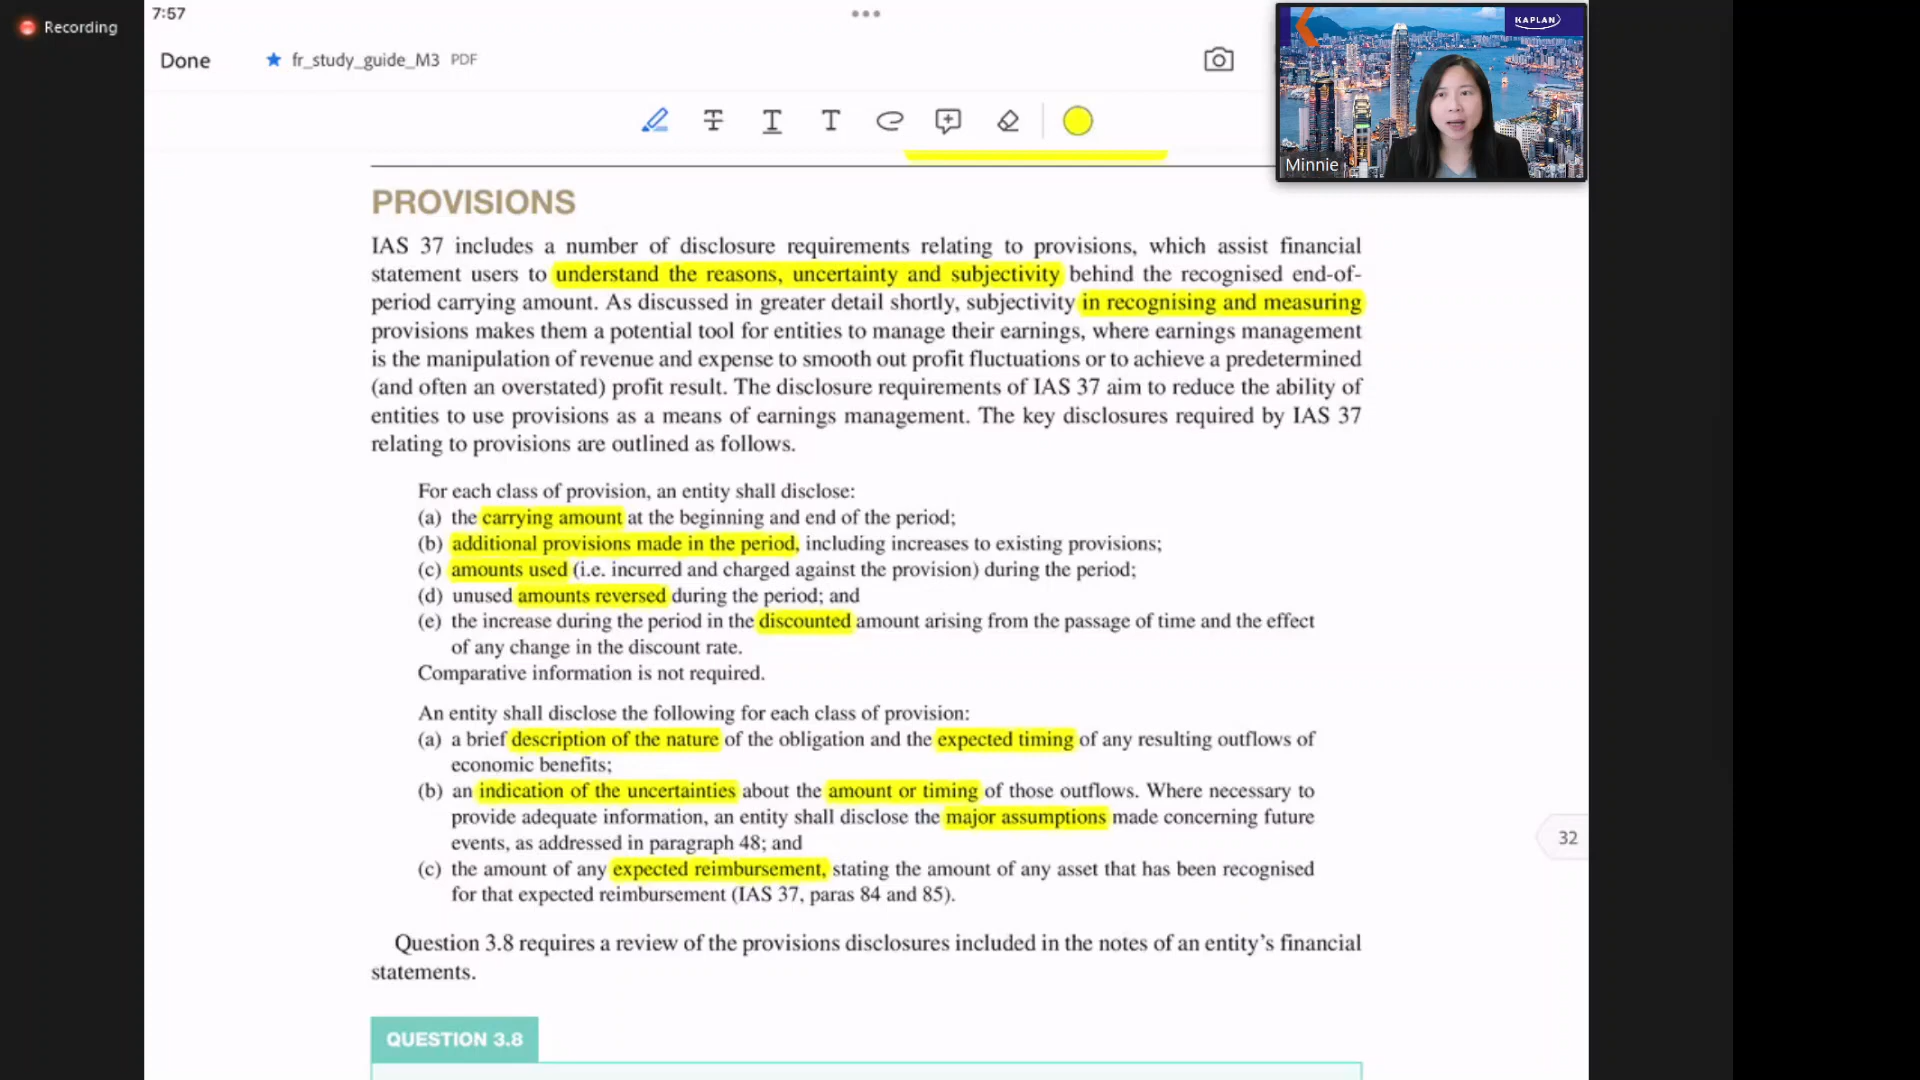 Recording
7:57
Done
fr_study_guide_M3 PDF
KAPLAN
Minnie
PROVISIONS
IAS 37 includes a number of disclosure requirements relating to provisions, which assist financial
statement users to understand the reasons, uncertainty and subjectivity behind the recognised end-of-
period carrying amount. As discussed in greater detail shortly, subjectivity in recognising and measuring
provisions makes them a potential tool for entities to manage their earnings, where earnings management
is the manipulation of revenue and expense to smooth out profit fluctuations or to achieve a predetermined
(and often an overstated) profit result. The disclosure requirements of IAS 37 aim to reduce the ability of
entities to use provisions as a means of earnings management. The key disclosures required by IAS 37
relating to provisions are outlined as follows.
For each class of provision, an entity shall disclose:
(a) the carrying amount at the beginning and end of the period;
(b) additional provisions made in the period, including increases to existing provisions;
(c) amounts used (i.e. incurred and charged against the provision) during the period;
(d) unused amounts reversed during the period; and
(e) the increase during the period in the discounted amount arising from the passage of time and the effect
of any change in the discount rate.
Comparative information is not required.
An entity shall disclose the following for each class of provision:
(a) a brief description of the nature of the obligation and the expected timing of any resulting outflows of
economic benefits;
(b) an indication of the uncertainties about the amount or timing of those outflows. Where necessary to
provide adequate information, an entity shall disclose the major assumptions made concerning future
events, as addressed in paragraph 48; and
(c) the amount of any expected reimbursement, stating the amount of any asset that has been recognised
for that expected reimbursement (IAS 37, paras 84 and 85).
32
Question 3.8 requires a review of the provisions disclosures included in the notes of an entity's financial
statements.
QUESTION 3.8